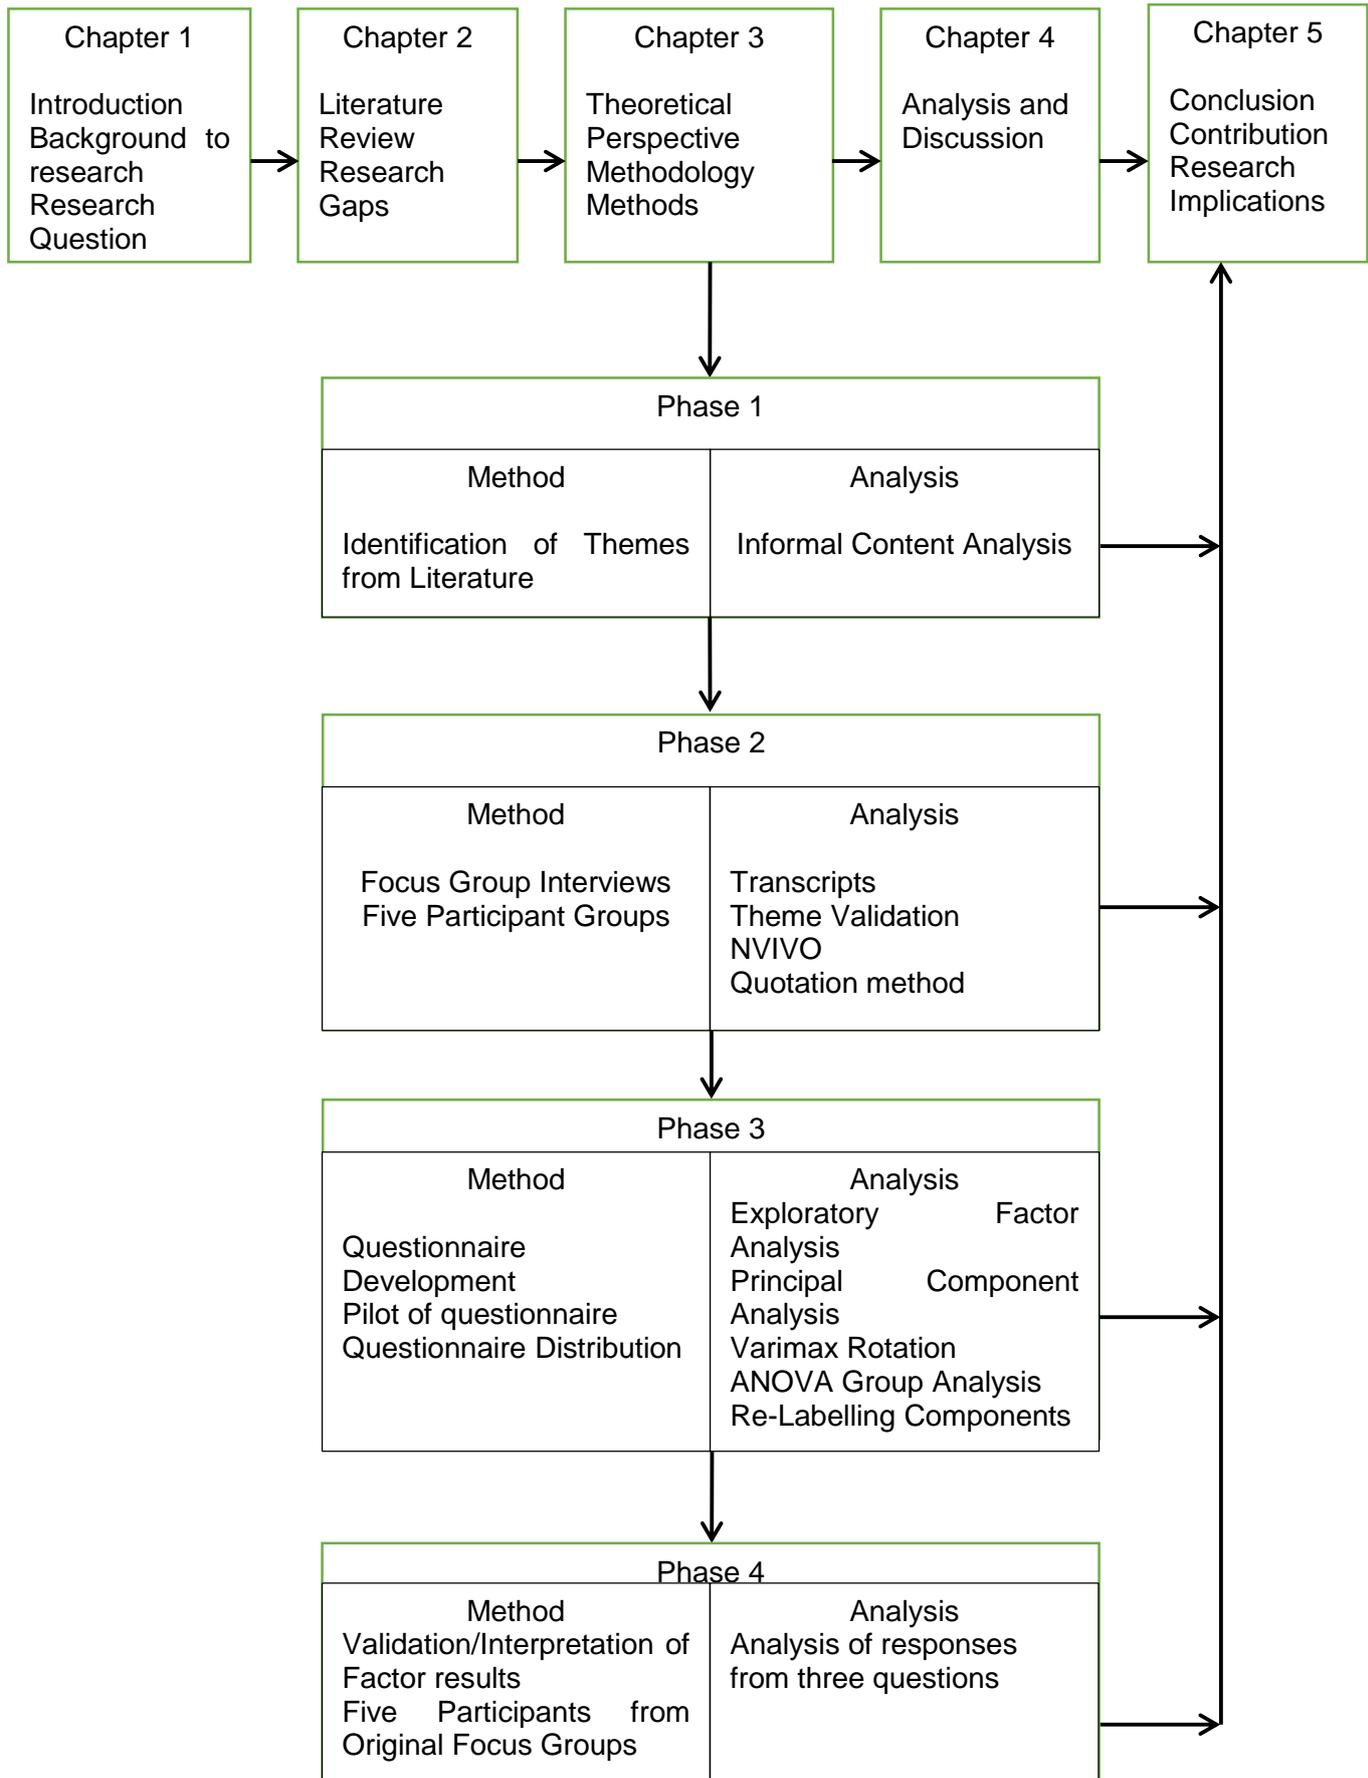 Chapter 1
Introduction
Background to
research
Research
Question
Chapter 2
Literature
Review
Research
Gaps
Chapter 3
Theoretical
Perspective
Methodology
Methods
Chapter 4
Analysis and
Discussion
Chapter 5
Conclusion
Contribution
Research
Implications
Phase 1
Method
Identification of Themes
from Literature
Analysis
Informal Content Analysis
Phase 2
Method
Focus Group Interviews
Five Participant Groups
Analysis
Transcripts
Theme Validation
NVIVO
Quotation method
Phase 3
Method
Questionnaire
Development
Pilot of questionnaire
Questionnaire Distribution
Analysis
Exploratory Factor
Analysis
Principal Component
Analysis
Varimax Rotation
ANOVA Group Analysis
Re-Labelling Components
Phase 4
Method
Validation/Interpretation of
Factor results
Five Participants from
Original Focus Groups
Analysis
Analysis of responses
from three questions